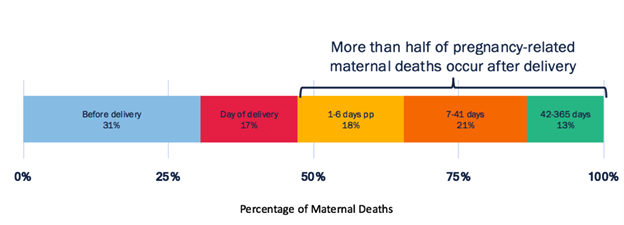 More than half of pregnancy-related
maternal deaths occur after delivery
Before delivery
31%
Day of delivery
17%
1-6 days pp
18%
7-41 days
21%
42-365 days
13%
0%
25%
50%
75%
100%
Percentage of Maternal Deaths